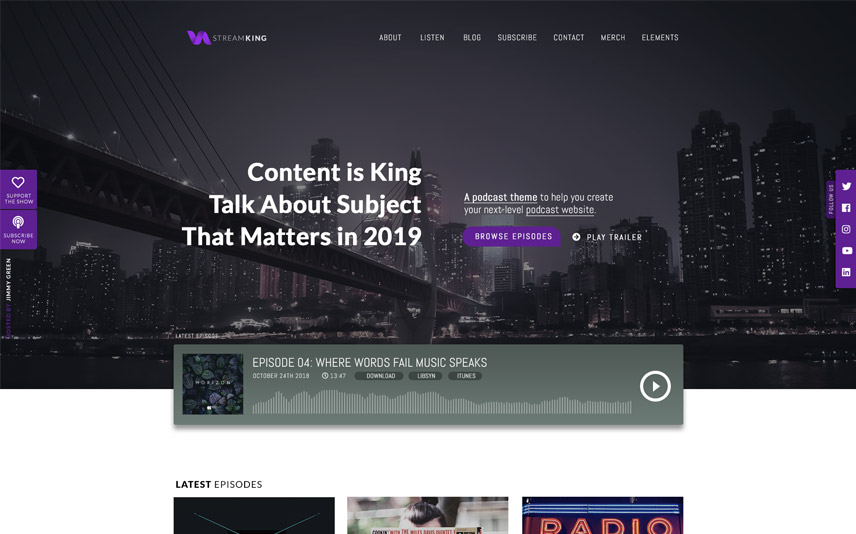 STREAMKING
ABOUT LISTEN BLOG SUBSCRIBE CONTACT MERCH ELEMENTS
Content is King
Talk About Subject
That Matters in 2019
A podcast theme to help you create
your next-level podcast website.
BROWSE EPISODES
PLAY TRAILER
SUPPORT
THE SHOW
SUBSCRIBE
NOW
HOSTED BY JIMMY GREEN
FOLLOW US
LATEST EPISODE
EPISODE 04: WHERE WORDS FAIL MUSIC SPEAKS
OCTOBER 24TH 2018 13:47 DOWNLOAD LIBSYN ITUNES
HORIZON
LATEST EPISODES
COOKIN' WITH THE MILES DAVIS QUINTET
RADIO